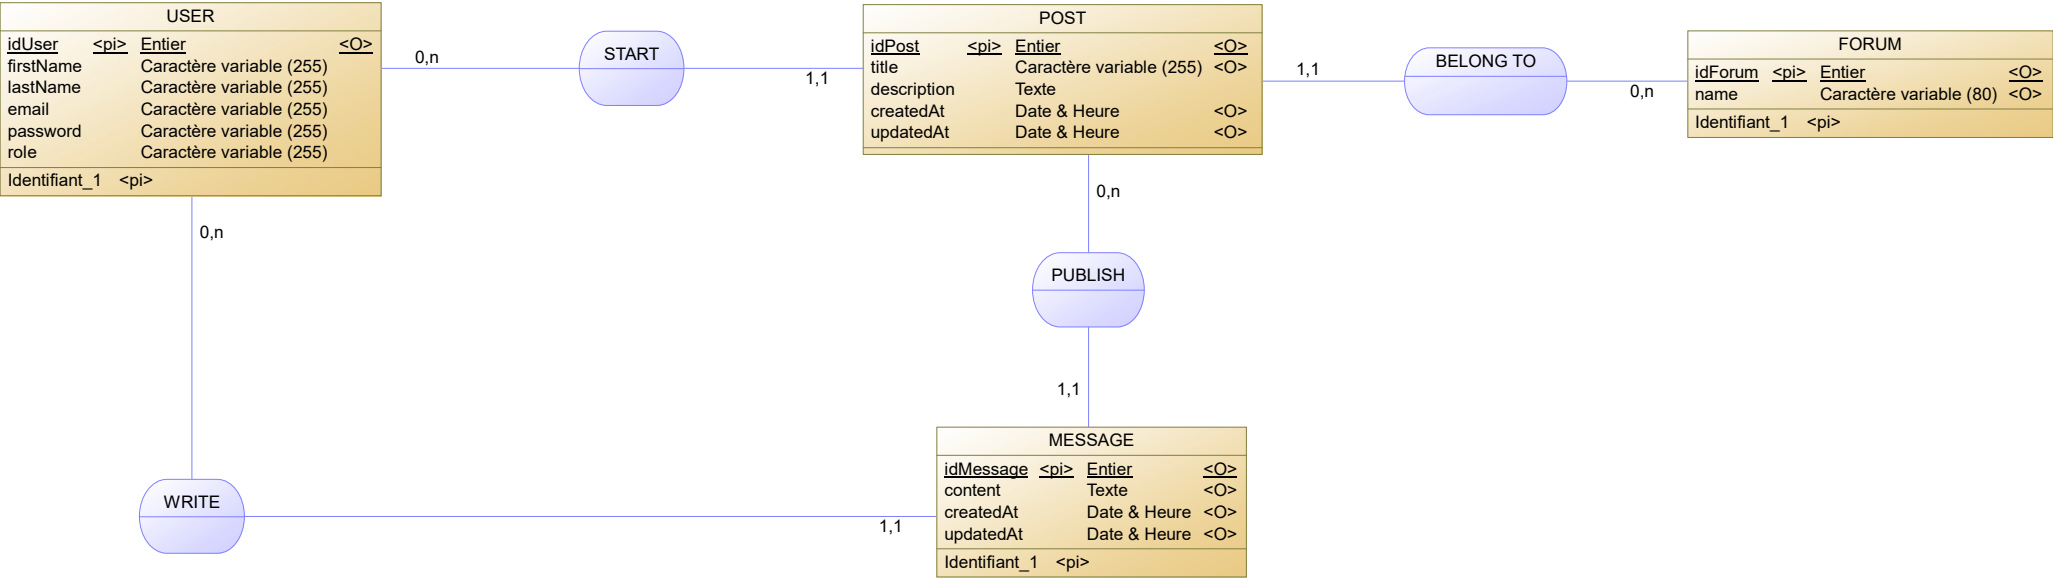 USER
idUser <pi> Entier <O>
firstName Caractère variable (255)
lastName Caractère variable (255)
email Caractère variable (255)
password Caractère variable (255)
role Caractère variable (255)
Identifiant_1 <pi>
0,n
START
1,1
POST
idPost <pi> Entier <O>
title Caractère variable (255) <O>
description Texte
createdAt Date & Heure <O>
updatedAt Date & Heure <O>
1,1
BELONG TO
0,n
FORUM
idForum <pi> Entier <O>
name Caractère variable (80) <O>
Identifiant_1 <pi>
0,n
PUBLISH
1,1
0,n
WRITE
1,1
MESSAGE
idMessage <pi> Entier <O>
content Texte <O>
createdAt Date & Heure <O>
updatedAt Date & Heure <O>
Identifiant_1 <pi>